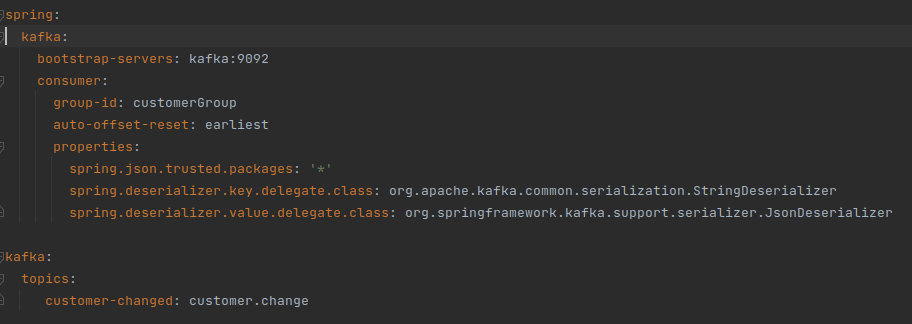 spring:
  kafka:
    bootstrap-servers: kafka:9092
    consumer:
      group-id: customerGroup
      auto-offset-reset: earliest
      properties:
        spring.json.trusted.packages: '*'
        spring.deserializer.key.delegate.class: org.apache.kafka.common.serialization.StringDeserializer
        spring.deserializer.value.delegate.class: org.springframework.kafka.support.serializer.JsonDeserializer

kafka:
  topics:
     customer-changed: customer.change